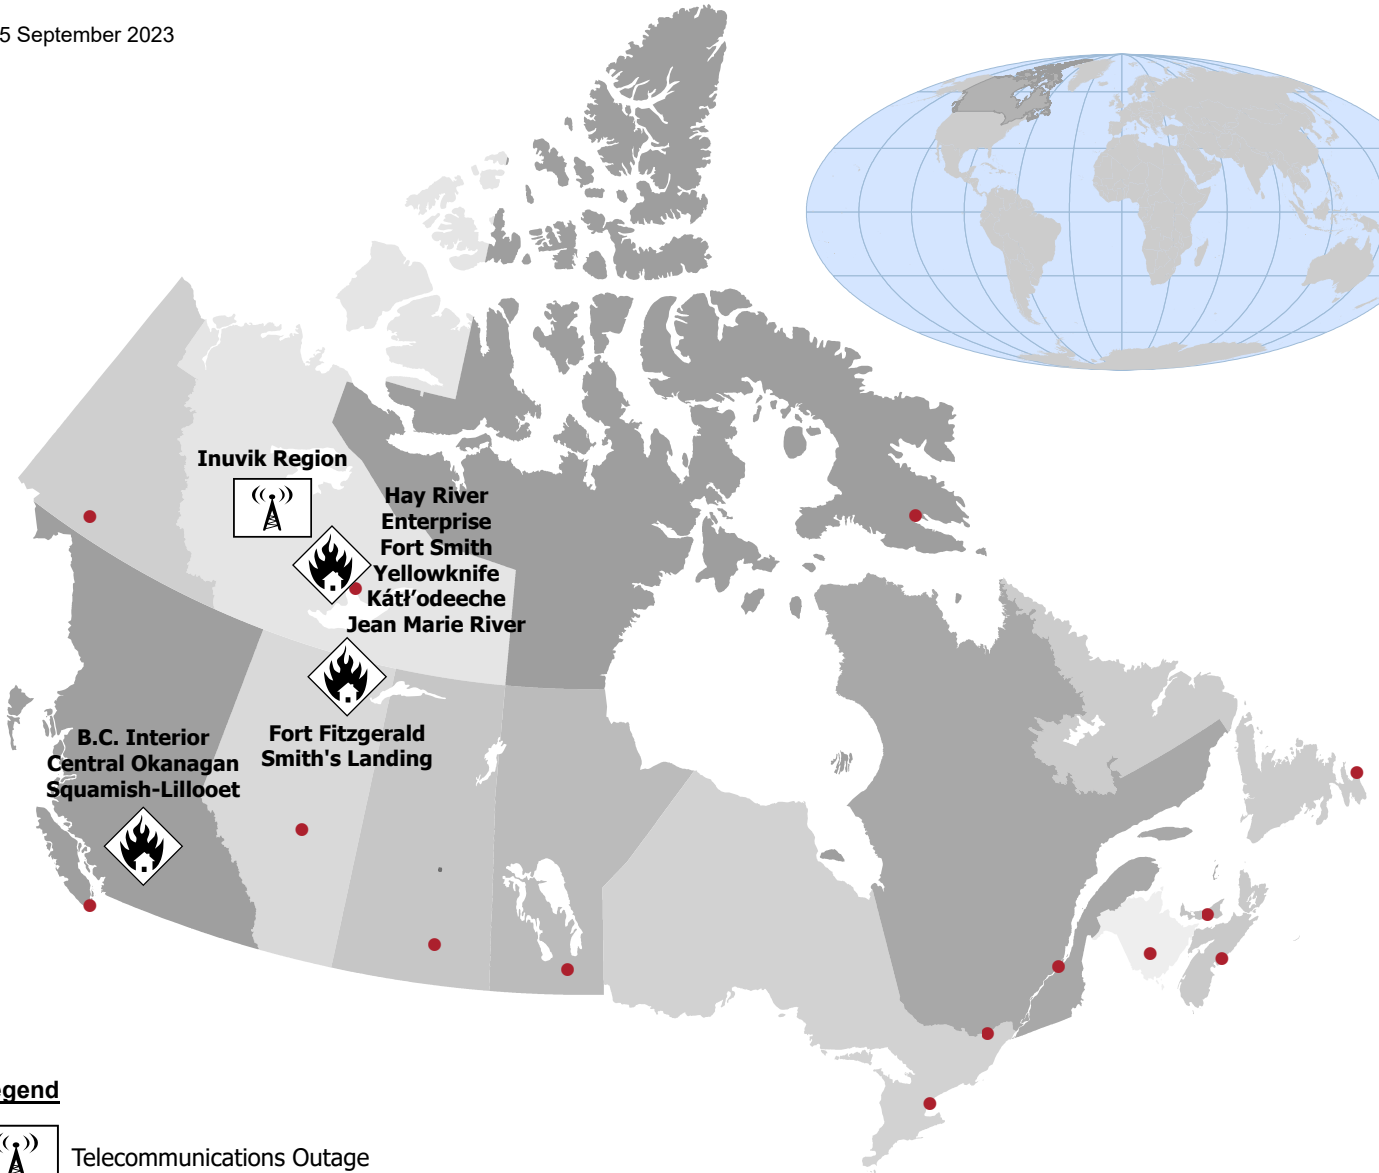 5 September 2023
Inuvik Region
Hay River
Enterprise
Fort Smith
Yellowknife
Kátł’odeeche
Jean Marie River
Fort Fitzgerald
Smith's Landing
B.C. Interior
Central Okanagan
Squamish-Lillooet
egend
Telecommunications Outage